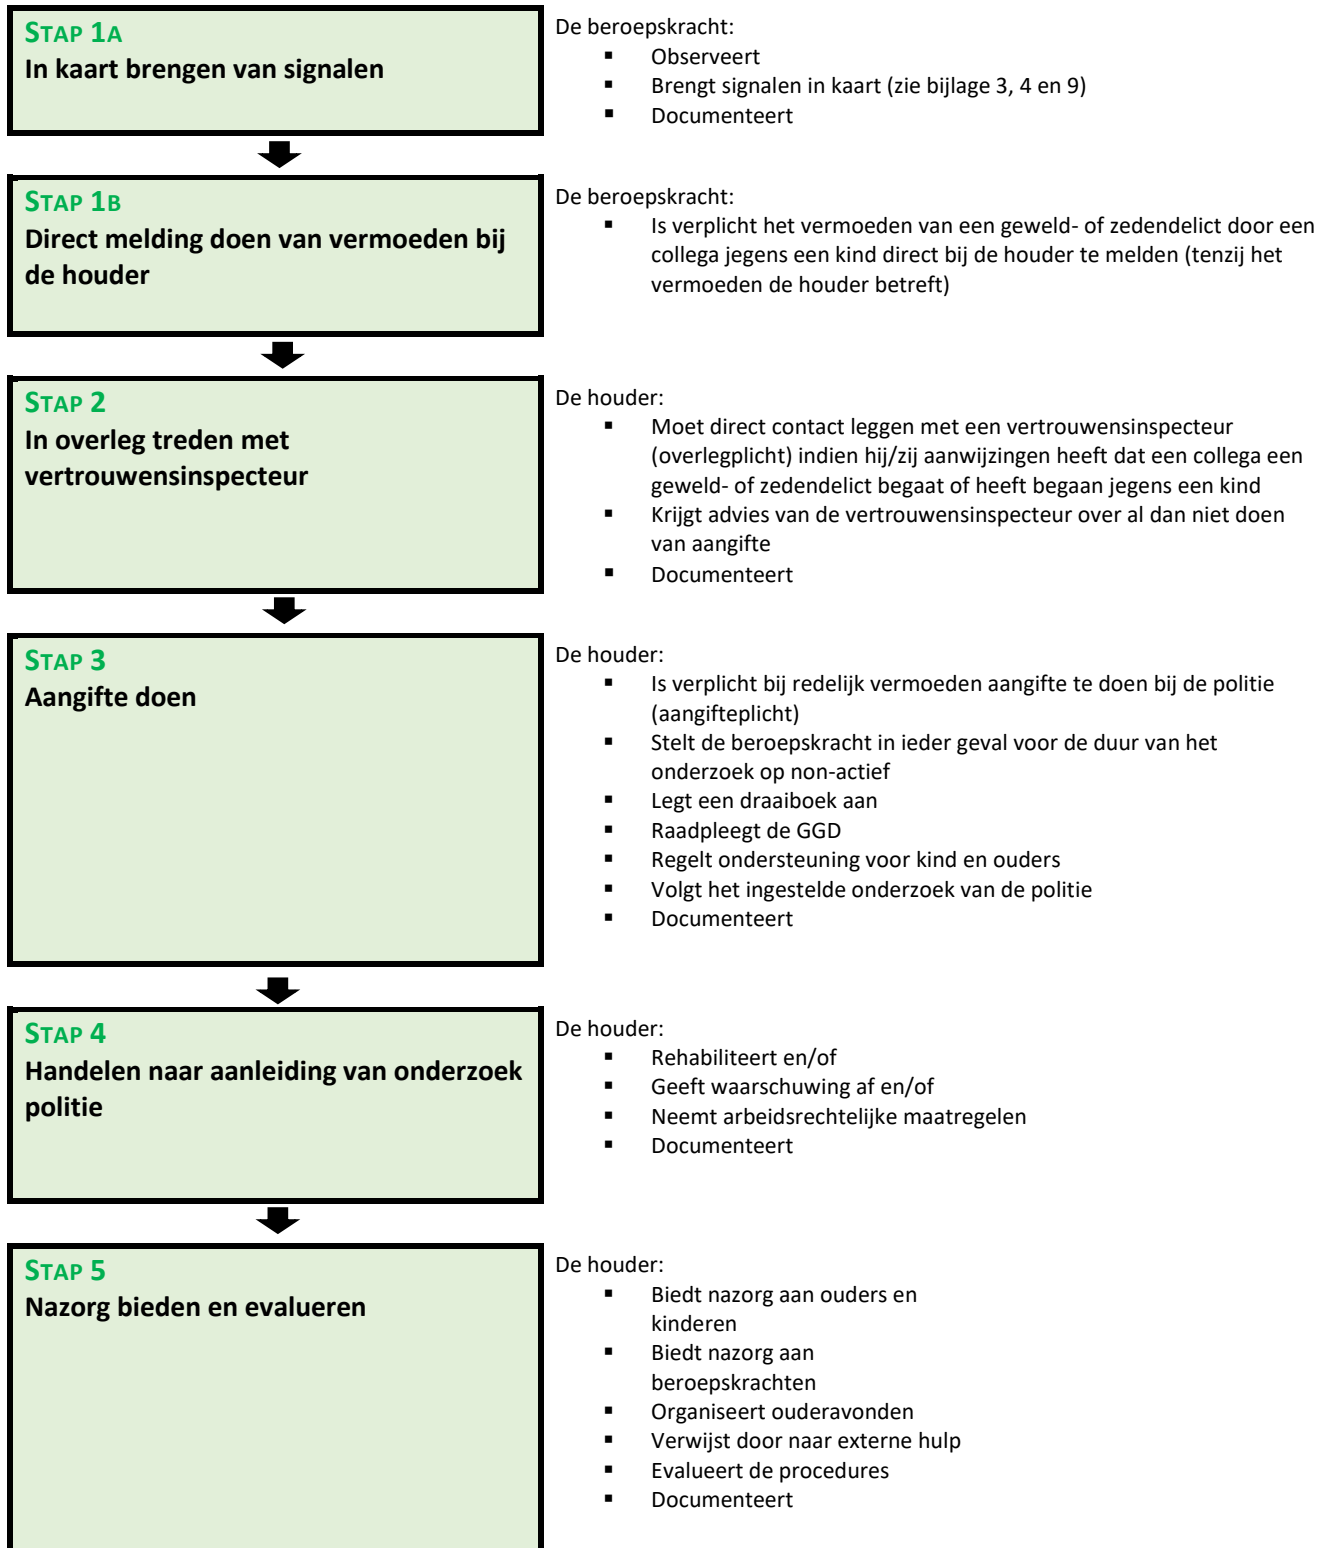 STAP 1A
In kaart brengen van signalen
De beroepskracht:
▪ Observeert
▪ Brengt signalen in kaart (zie bijlage 3, 4 en 9)
▪ Documenteert
STAP 1B
Direct melding doen van vermoeden bij
de houder
De beroepskracht:
▪ Is verplicht het vermoeden van een geweld- of zedendelict door een
collega jegens een kind direct bij de houder te melden (tenzij het
vermoeden de houder betreft)
STAP 2
In overleg treden met
vertrouwensinspecteur
De houder:
▪ Moet direct contact leggen met een vertrouwensinspecteur
(overlegplicht) indien hij/zij aanwijzingen heeft dat een collega een
geweld- of zedendelict begaat of heeft begaan jegens een kind
▪ Krijgt advies van de vertrouwensinspecteur over al dan niet doen
van aangifte
▪ Documenteert
STAP 3
Aangifte doen
De houder:
▪ Is verplicht bij redelijk vermoeden aangifte te doen bij de politie
(aangifteplicht)
▪ Stelt de beroepskracht in ieder geval voor de duur van het
onderzoek op non-actief
▪ Legt een draaiboek aan
▪ Raadpleegt de GGD
▪ Regelt ondersteuning voor kind en ouders
▪ Volgt het ingestelde onderzoek van de politie
▪ Documenteert
STAP 4
Handelen naar aanleiding van onderzoek
politie
De houder:
▪ Rehabiliteert en/of
▪ Geeft waarschuwing af en/of
▪ Neemt arbeidsrechtelijke maatregelen
▪ Documenteert
STAP 5
Nazorg bieden en evalueren
De houder:
▪ Biedt nazorg aan ouders en
kinderen
▪ Biedt nazorg aan
beroepskrachten
▪ Organiseert ouderavonden
▪ Verwijst door naar externe hulp
▪ Evalueert de procedures
▪ Documenteert